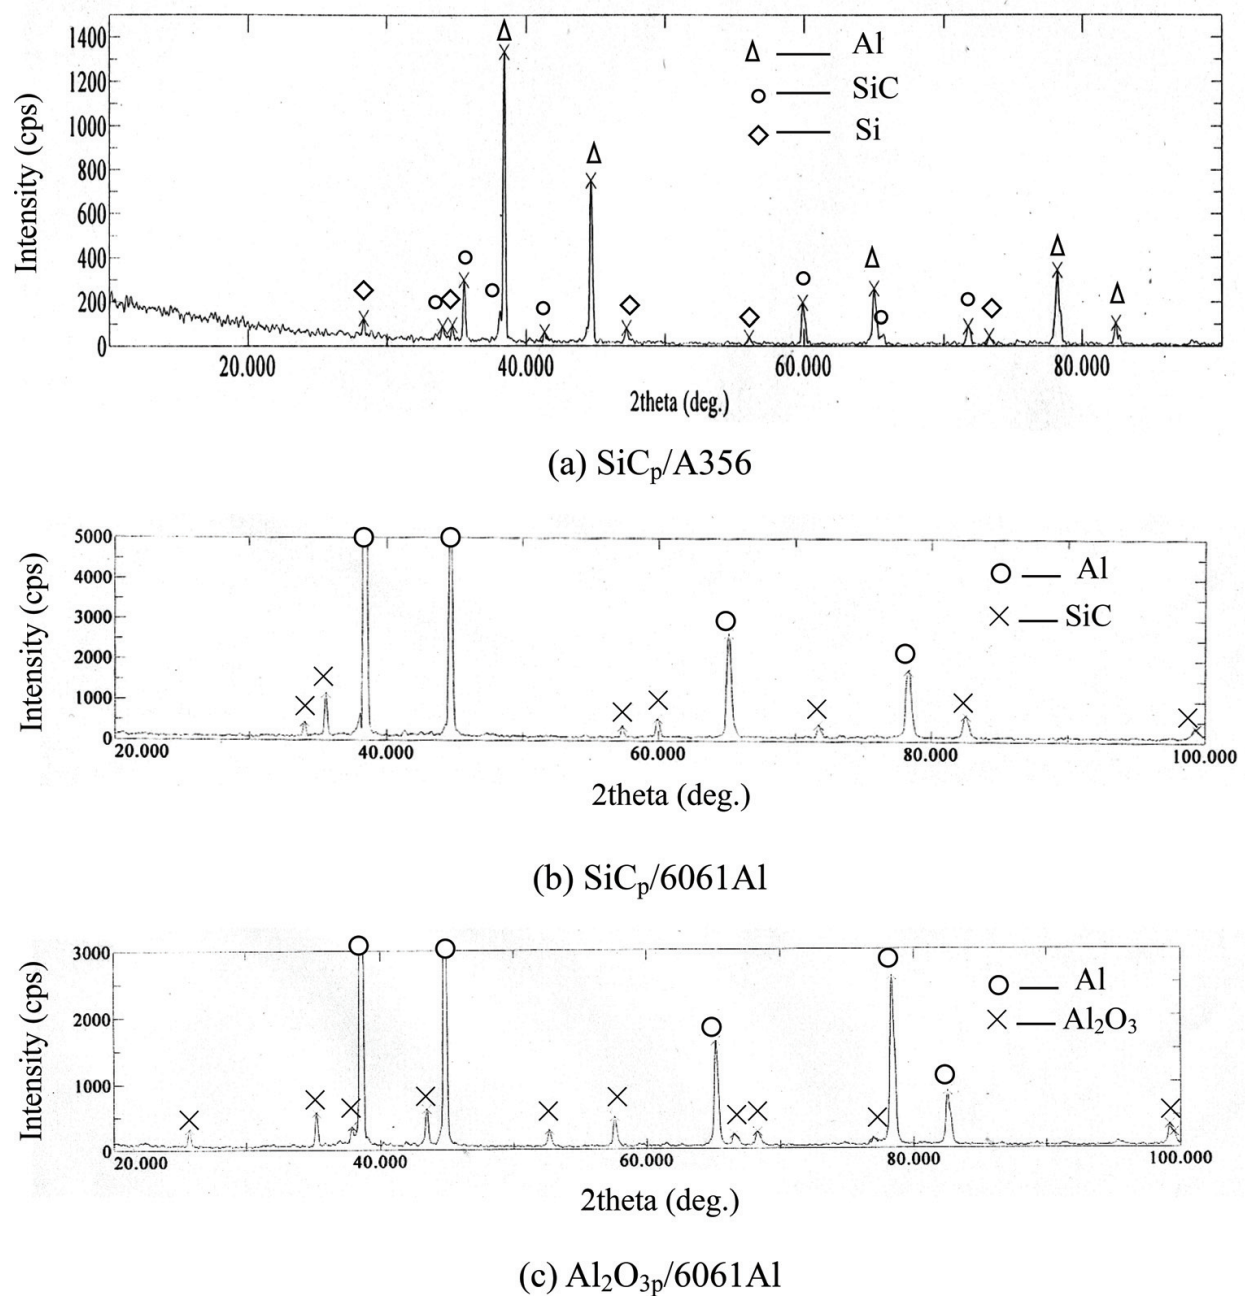 1400
1200
1000
800
600
400
200
0
Intensity (cps)
Al
SiC
Si
20.000 40.000 60.000 80.000
2theta (deg.)
(a) SiCp/A356
5000
4000
3000
2000
1000
0
Intensity (cps)
Al
SiC
20.000 40.000 60.000 80.000 100.000
2theta (deg.)
(b) SiCp/6061Al
3000
2000
1000
0
Intensity (cps)
Al
Al2O3
20.000 40.000 60.000 80.000 100.000
2theta (deg.)
(c) Al2O3p/6061Al